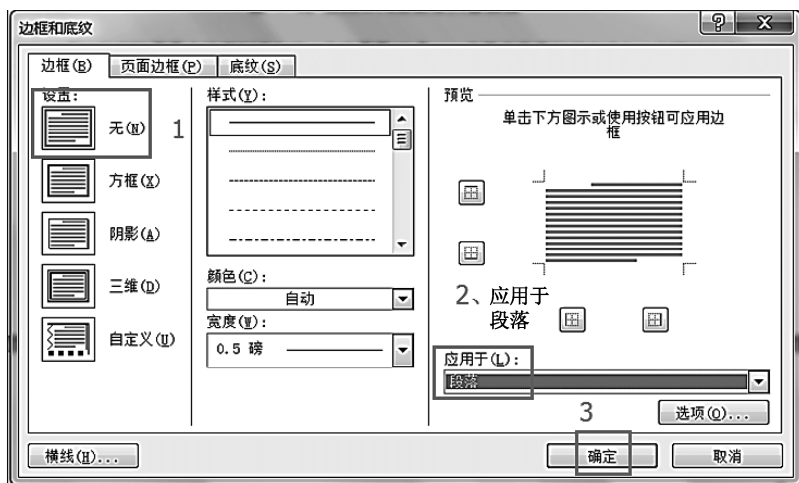 边框和底纹
边框(B) 页面边框(P) 底纹(S)
设置:
无(N)
1
方框(X)
阴影(A)
三维(D)
自定义(U)
样式(Y):
颜色(C):
自动
宽度(W):
0.5 磅
预览
单击下方图示或使用按钮可应用边
框
2、应用于
段落
应用于(L):
段落
选项(O)...
3
横线(H)...
确定
取消